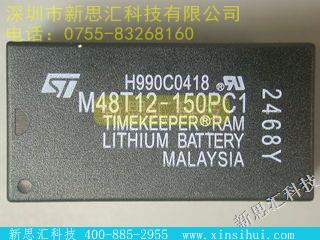 深圳市新思汇科技有限公司
电话：0755-83268160
H990C0418
ST
M48T12-150PC1
TIMEKEEPER® RAM
LITHIUM BATTERY
MALAYSIA
2468Y
新思汇科技
新思汇科技 400-885-2955 www.xinsihui.com